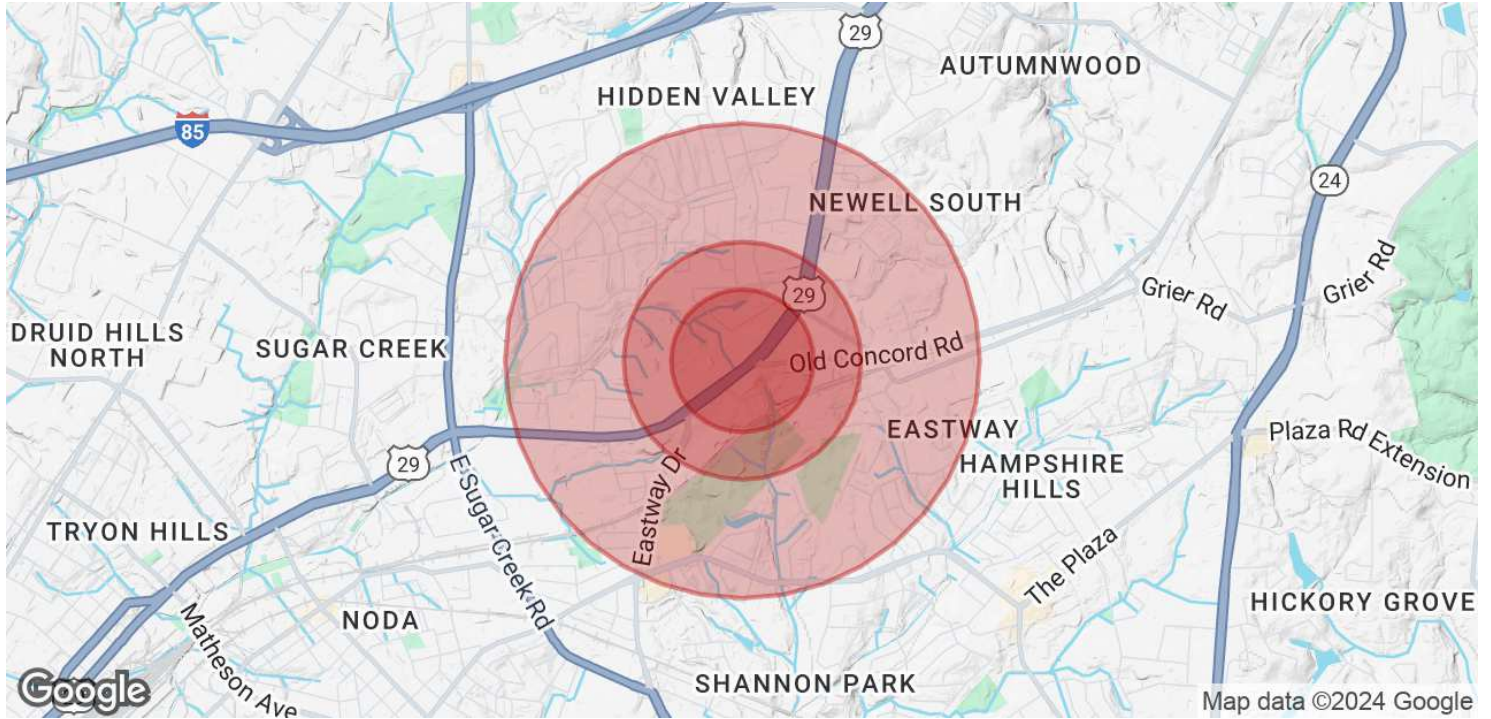 29
AUTUMNWOOD
HIDDEN VALLEY
85
24
NEWELL SOUTH
29
Grier Rd
Grier Rd
DRUID HILLS
NORTH
SUGAR CREEK
Old Concord Rd
EASTWAY
Plaza Rd Extension
29
HAMPSHIRE
HILLS
E Sugar Creek Rd
Eastway Dr
TRYON HILLS
The Plaza
HICKORY GROVE
NODA
Matheson Ave
SHANNON PARK
Google
Map data ©2024 Google